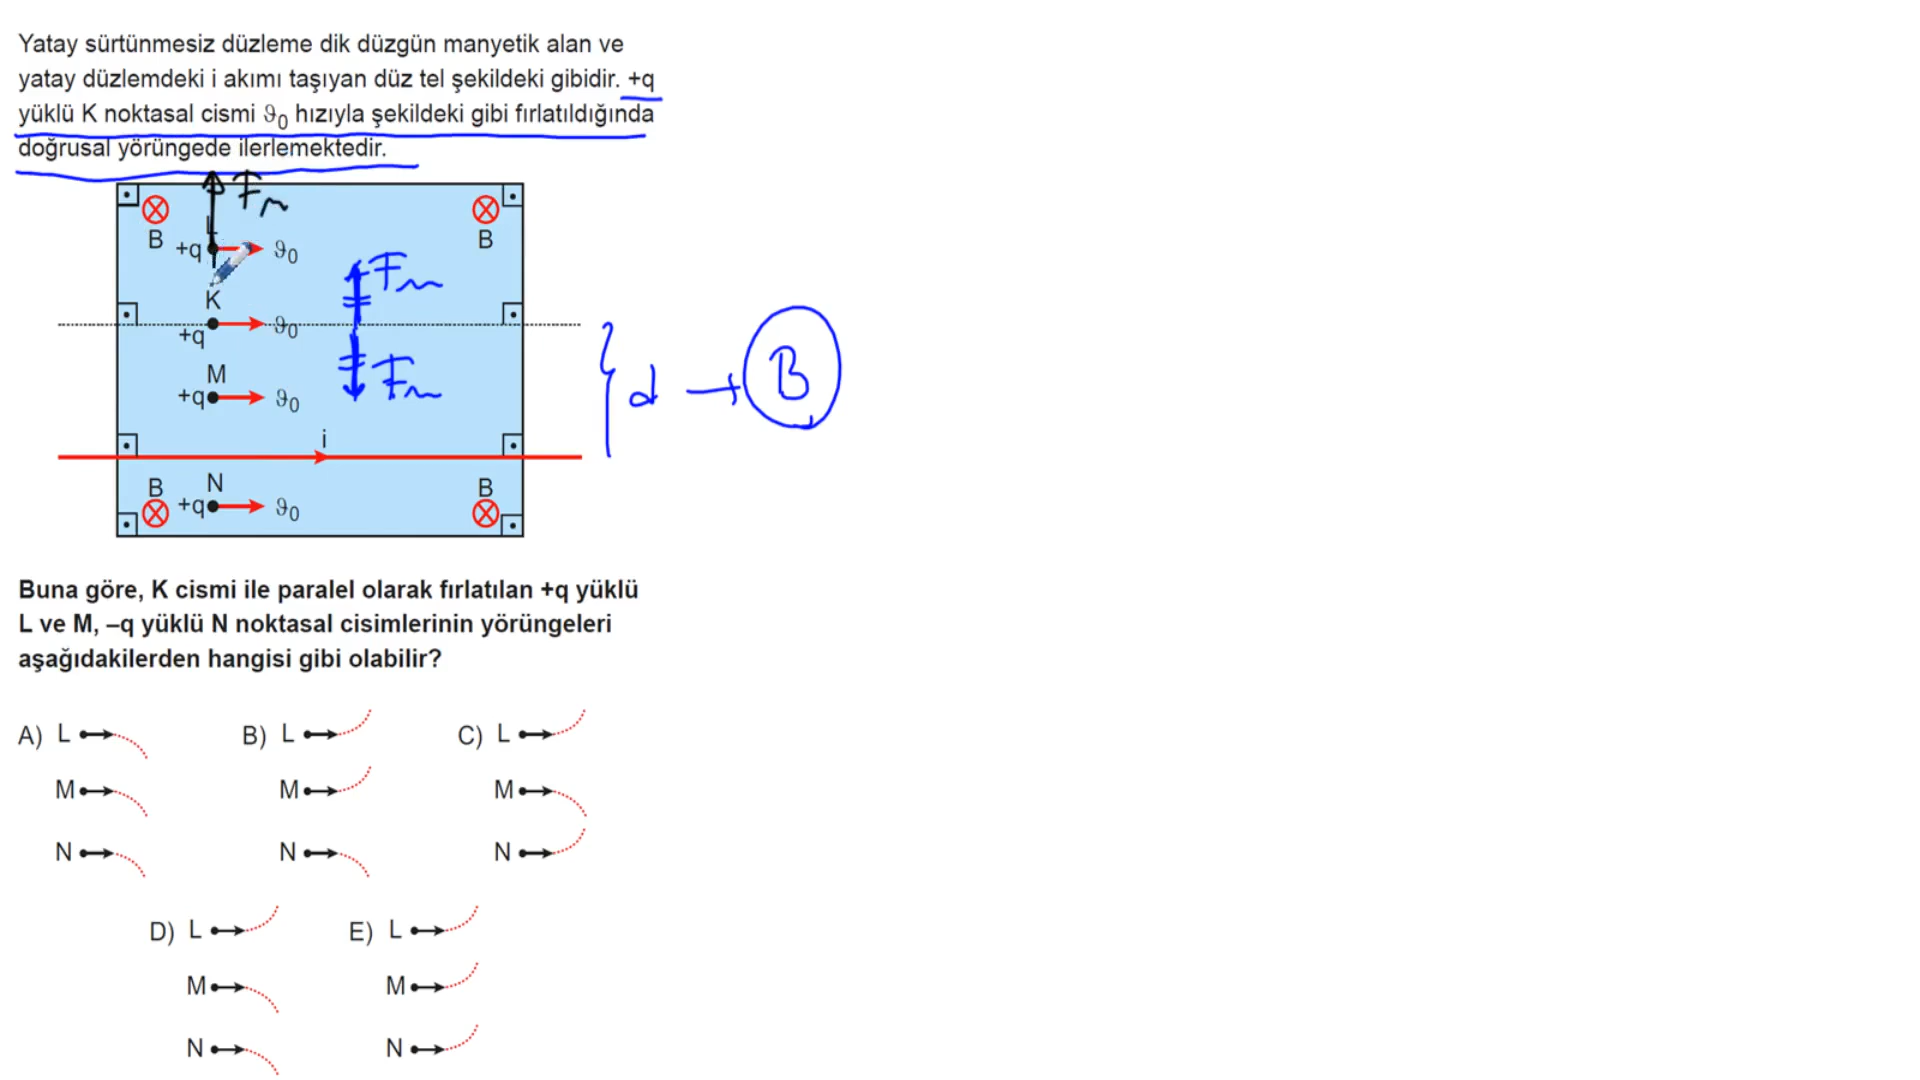 Yatay sürtünmesiz düzleme dik düzgün manyetik alan ve
yatay düzlemdeki i akımı taşıyan düz tel şekildeki gibidir. +q
yüklü K noktasal cismi ϑ0 hızıyla şekildeki gibi fırlatıldığında
doğrusal yörüngede ilerlemektedir.
Fm
B L B
+q ϑ0
Fm
K
+q ϑ0
M Fm
+q ϑ0
d → B
i
B N B
+q ϑ0
Buna göre, K cismi ile paralel olarak fırlatılan +q yüklü
L ve M, –q yüklü N noktasal cisimlerinin yörüngeleri
aşağıdakilerden hangisi gibi olabilir?
A) L B) L C) L
M M M
N N N
D) L E) L
M M
N N